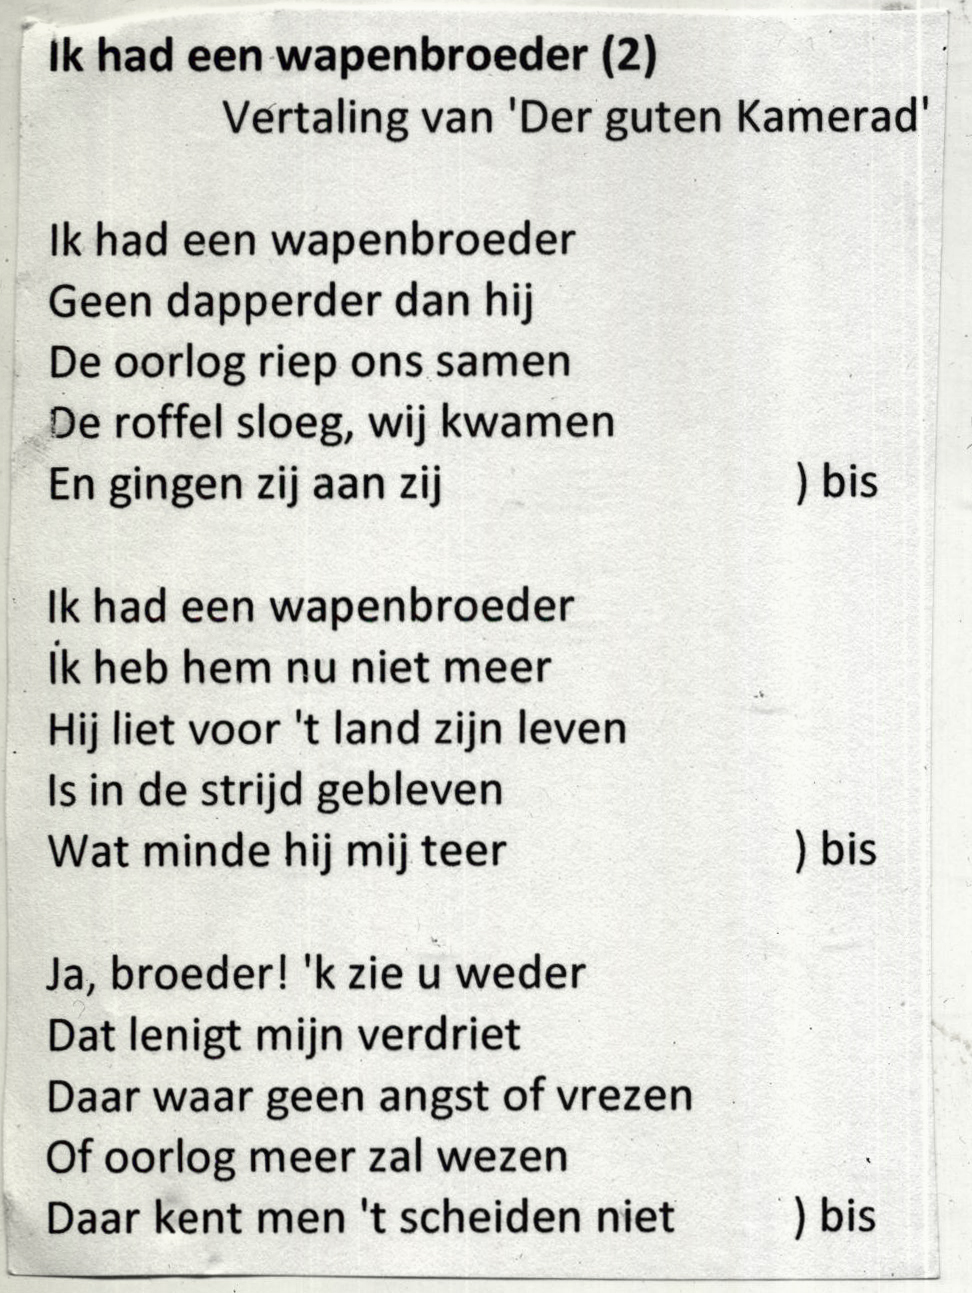 Ik had een wapenbroeder (2)
Vertaling van 'Der guten Kamerad'
Ik had een wapenbroeder
Geen dapperder dan hij
De oorlog riep ons samen
De roffel sloeg, wij kwamen
En gingen zij aan zij ) bis
Ik had een wapenbroeder
Ik heb hem nu niet meer
Hij liet voor 't land zijn leven
Is in de strijd gebleven
Wat minde hij mij teer ) bis
Ja, broeder! 'k zie u weder
Dat lenigt mijn verdriet
Daar waar geen angst of vrezen
Of oorlog meer zal wezen
Daar kent men 't scheiden niet ) bis